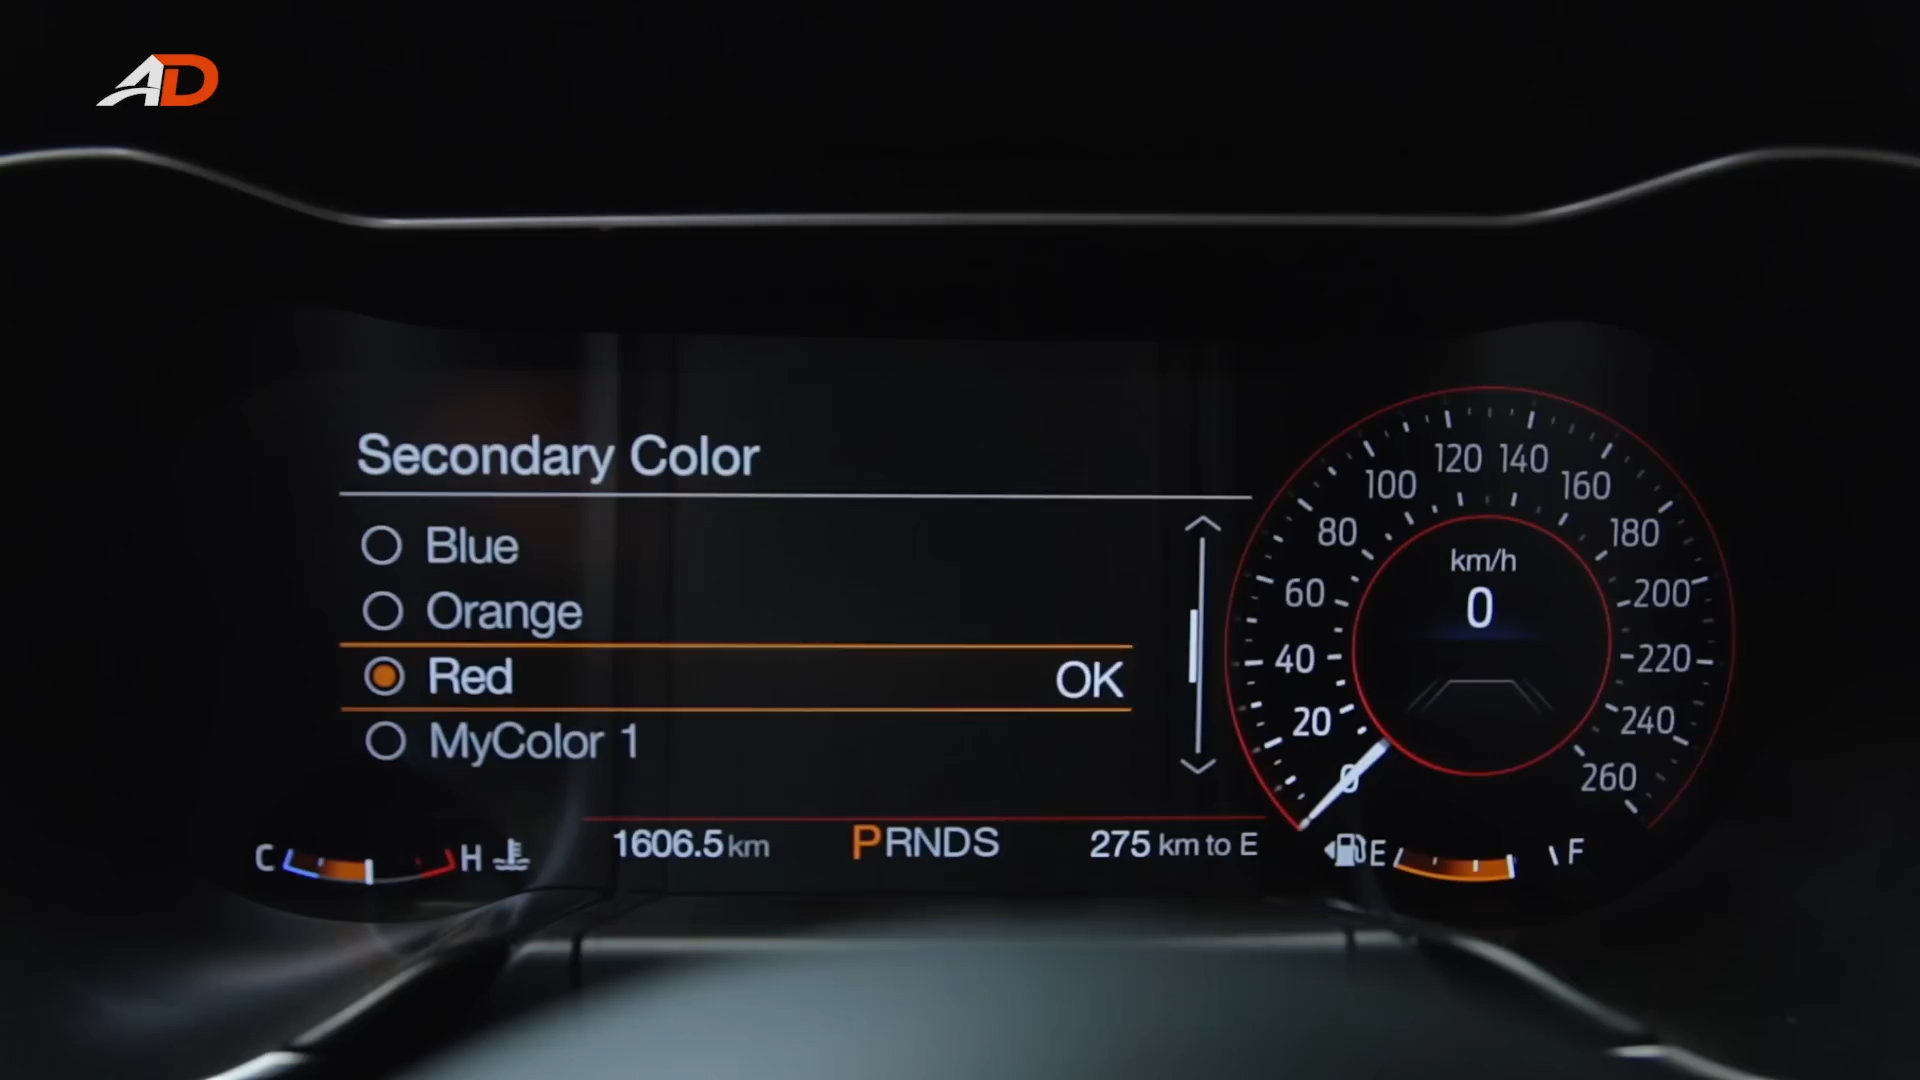 AD
Secondary Color
Blue
Orange
Red OK
MyColor 1
km/h
0
0
20
40
60
80
100
120
140
160
180
200
220
240
260
C H
1606.5 km
PRNDS
275 km to E
E F